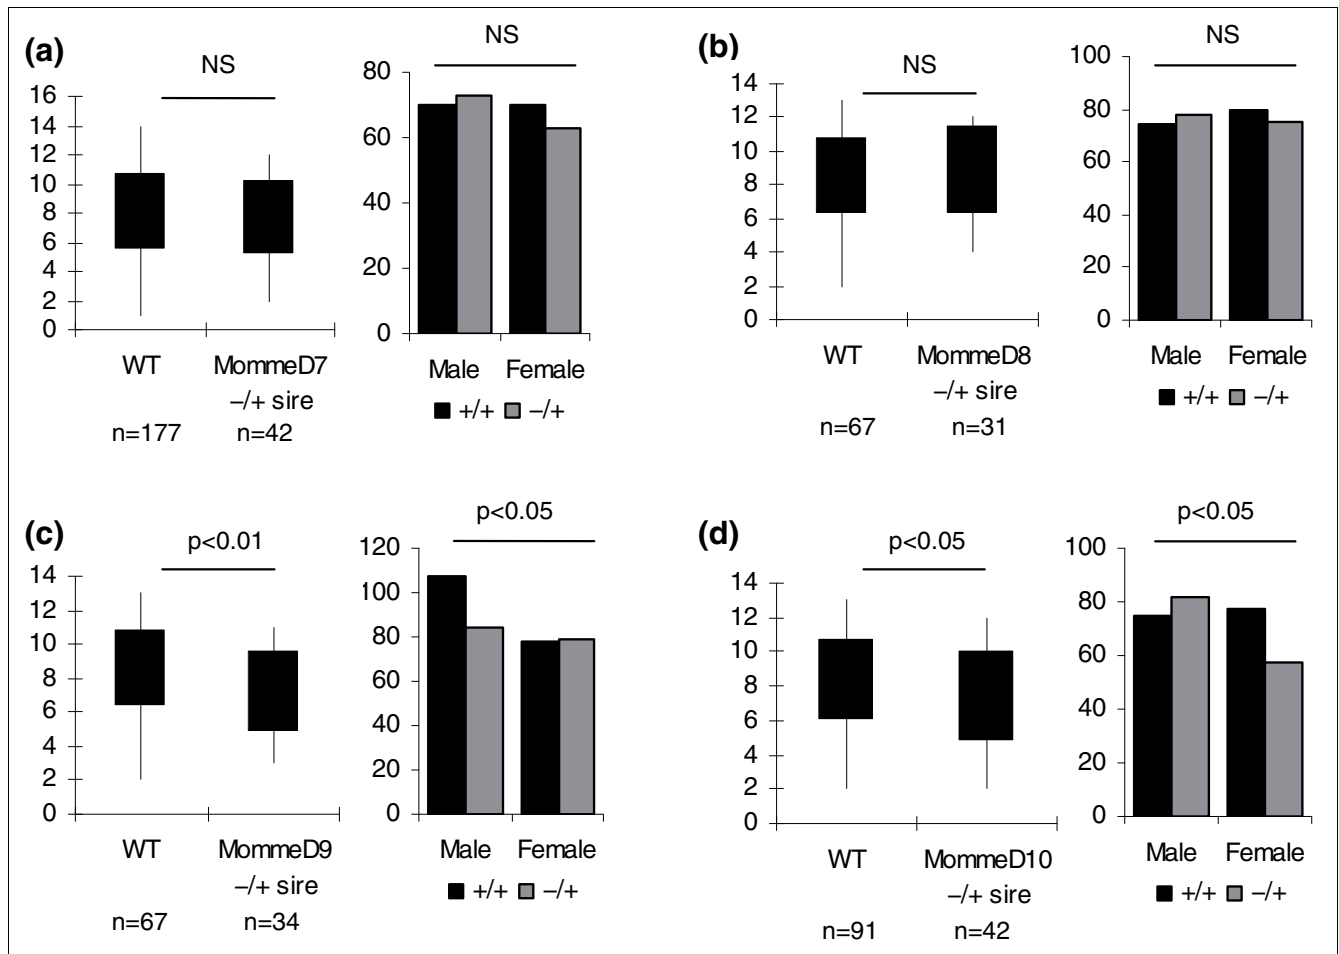 (a)
NS
16
14
12
10
8
6
4
2
0
WT
MommeD7
–/+ sire
n=177
n=42
NS
80
60
40
20
0
Male
Female
+/+
–/+
(b)
NS
14
12
10
8
6
4
2
0
WT
MommeD8
–/+ sire
n=67
n=31
NS
100
80
60
40
20
0
Male
Female
+/+
–/+
(c)
p<0.01
14
12
10
8
6
4
2
0
WT
MommeD9
–/+ sire
n=67
n=34
p<0.05
120
100
80
60
40
20
0
Male
Female
+/+
–/+
(d)
p<0.05
14
12
10
8
6
4
2
0
WT
MommeD10
–/+ sire
n=91
n=42
p<0.05
100
80
60
40
20
0
Male
Female
+/+
–/+